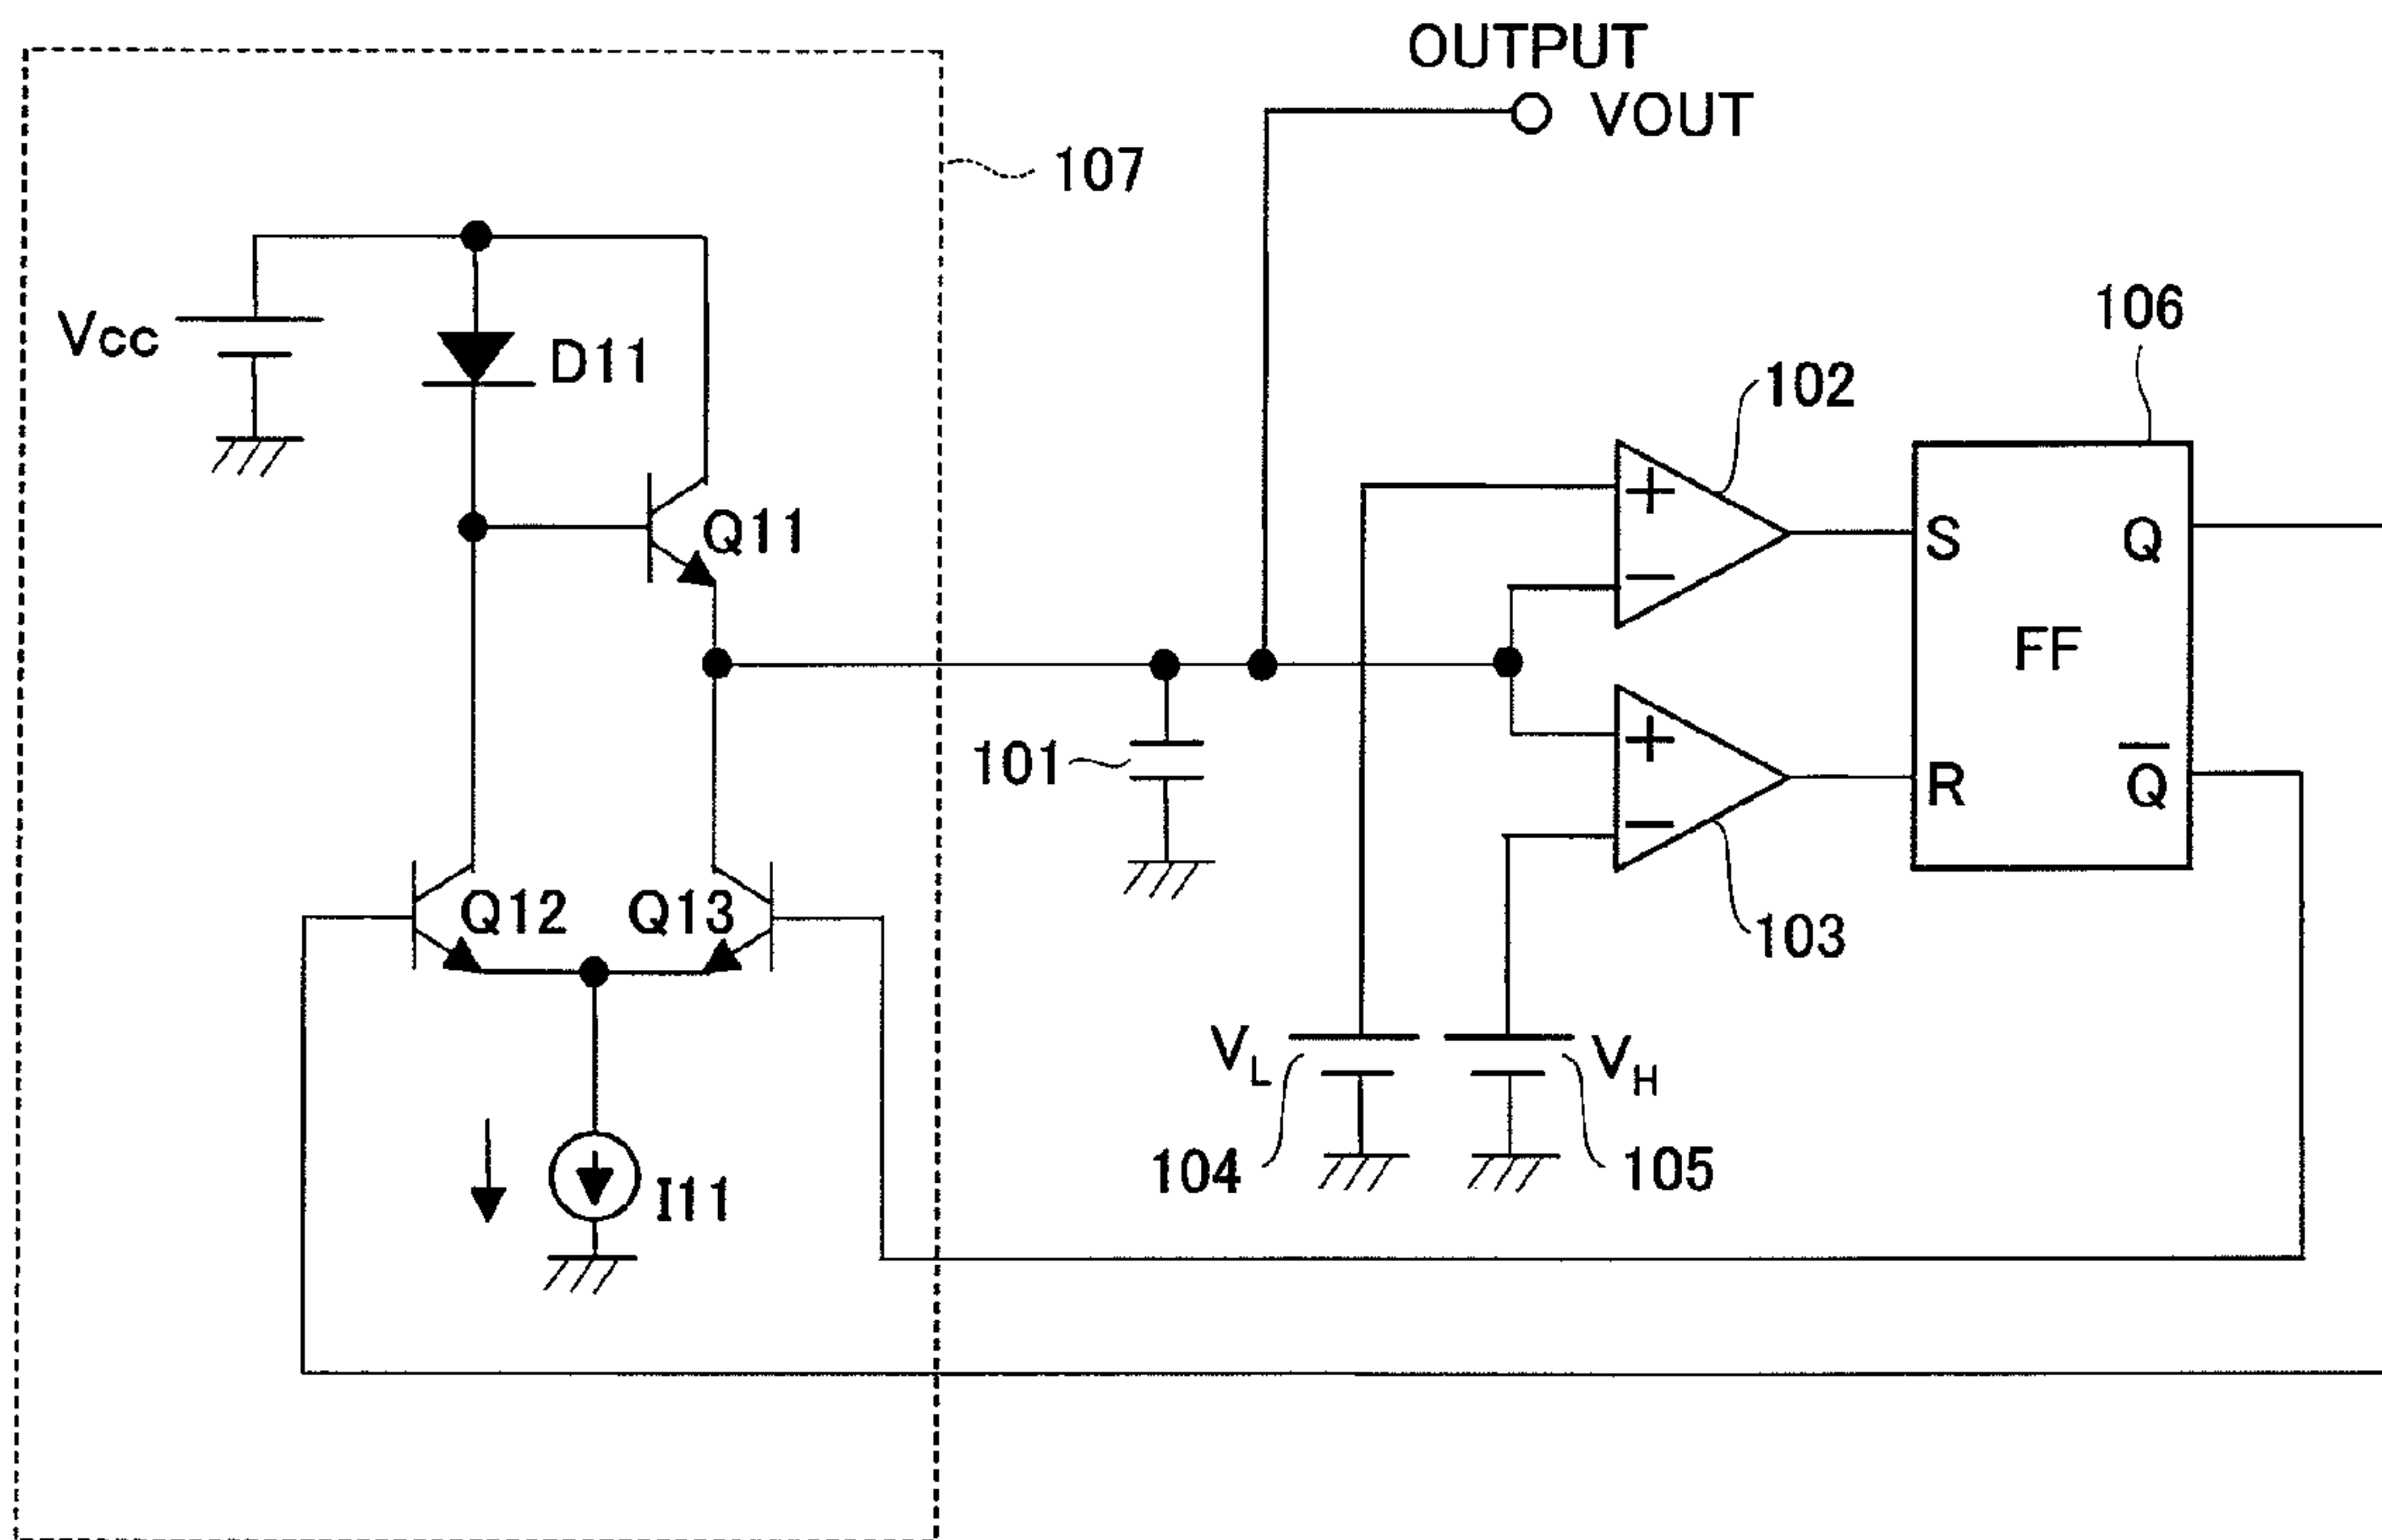 OUTPUT
VOUT
107
Vcc
D11
106
102
Q11
+
−
S
Q
FF
101
+
−
R
Q̅
Q12
Q13
103
VL
VH
104
105
I11